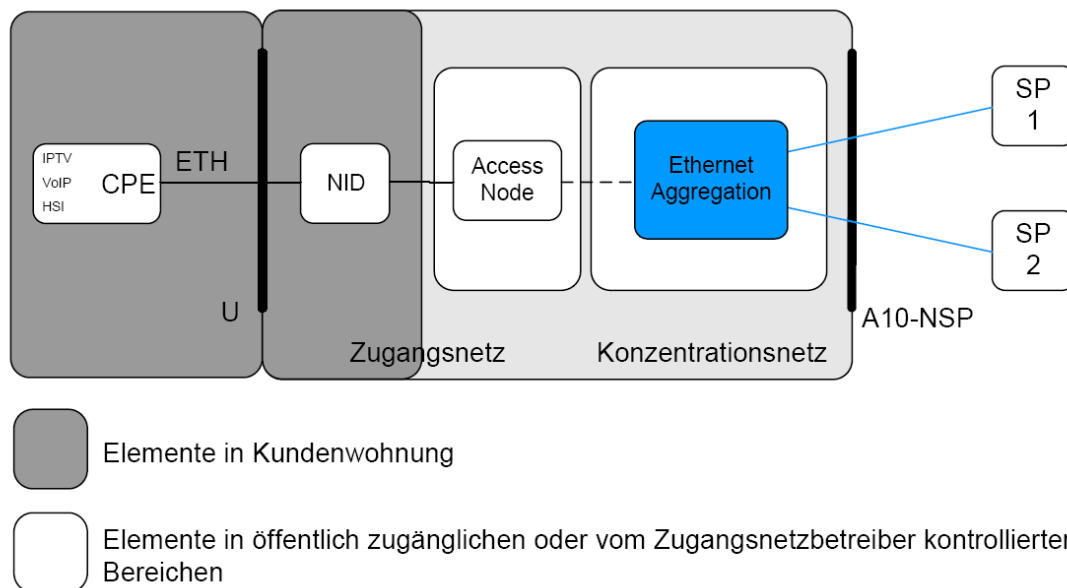 IPTV
VoIP
HSI
CPE
ETH
NID
Access
Node
Ethernet
Aggregation
SP
1
SP
2
U
A10-NSP
Zugangsnetz
Konzentrationsnetz
Elemente in Kundenwohnung
Elemente in öffentlich zugänglichen oder vom Zugangsnetzbetreiber kontrollierten
Bereichen